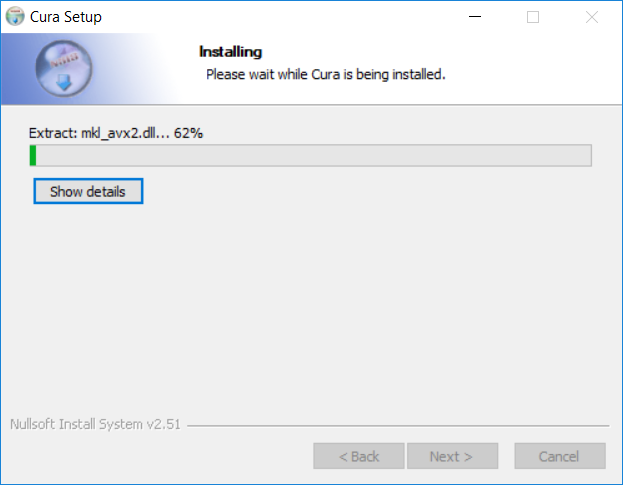 Cura Setup
Installing
Please wait while Cura is being installed.
Extract: mkl_avx2.dll... 62%
Show details
Nullsoft Install System v2.51
< Back
Next >
Cancel